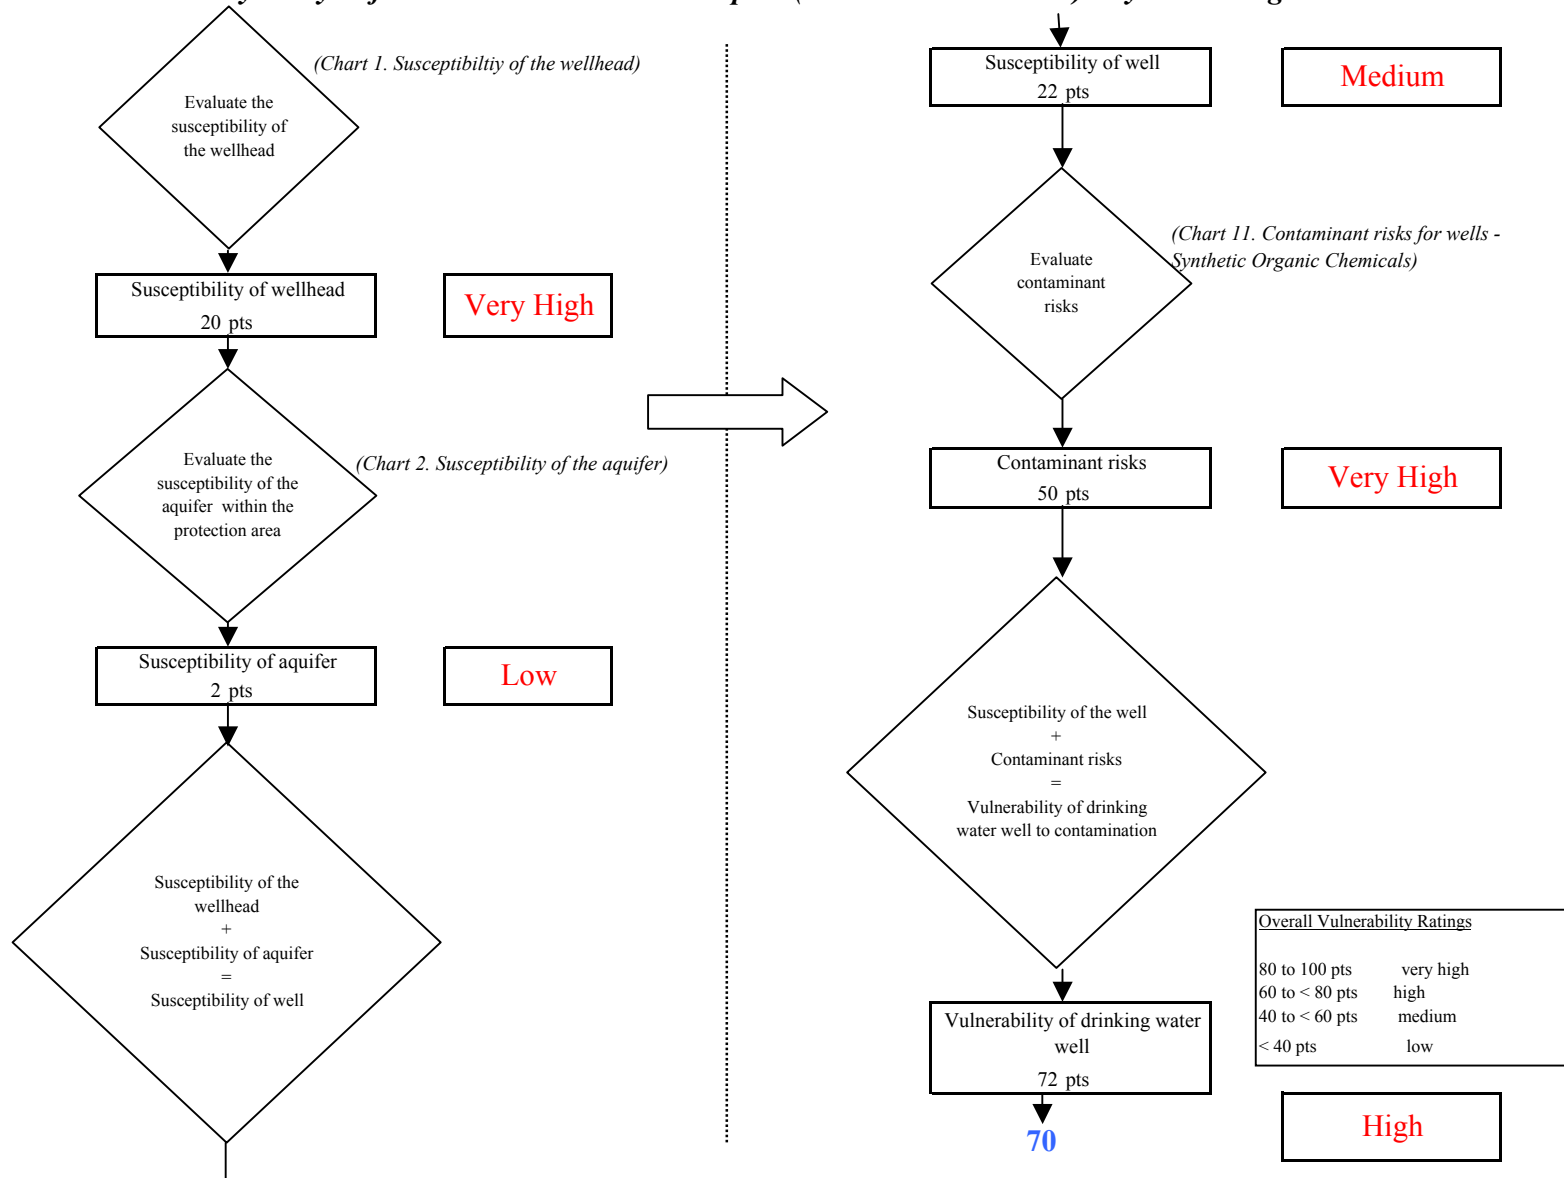 (Chart 1. Susceptibiltiy of the wellhead)
Evaluate the
susceptibility of
the wellhead
Susceptibility of wellhead
20 pts
Very High
Evaluate the
susceptibility of the
aquifer within the
protection area
(Chart 2. Susceptibility of the aquifer)
Susceptibility of aquifer
2 pts
Low
Susceptibility of the
wellhead
+
Susceptibility of aquifer
=
Susceptibility of well
Susceptibility of well
22 pts
Medium
(Chart 11. Contaminant risks for wells -
Synthetic Organic Chemicals)
Evaluate
contaminant
risks
Contaminant risks
50 pts
Very High
Susceptibility of the well
+
Contaminant risks
=
Vulnerability of drinking
water well to contamination
Overall Vulnerability Ratings
80 to 100 pts very high
60 to < 80 pts high
40 to < 60 pts medium
< 40 pts low
Vulnerability of drinking water
well
72 pts
70
High